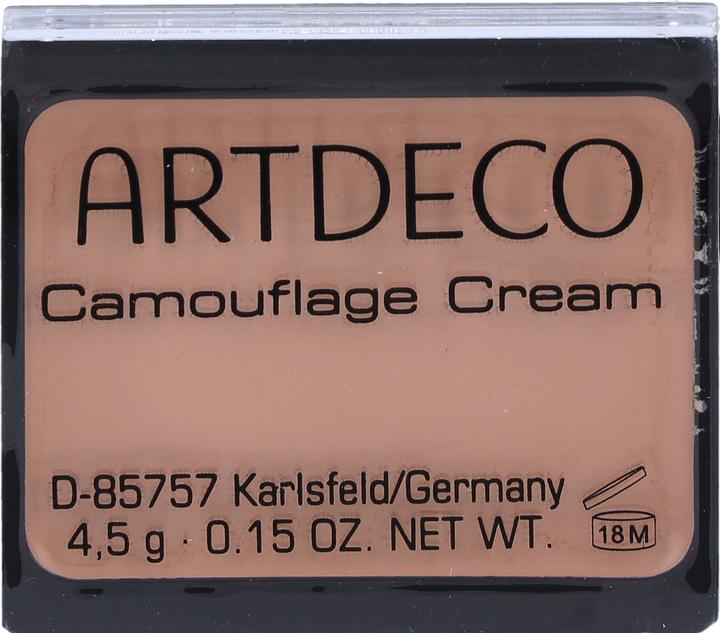 ARTDECO
Camouflage Cream
D-85757 Karlsfeld/Germany
4,5 g · 0.15 OZ. NET WT.
18M